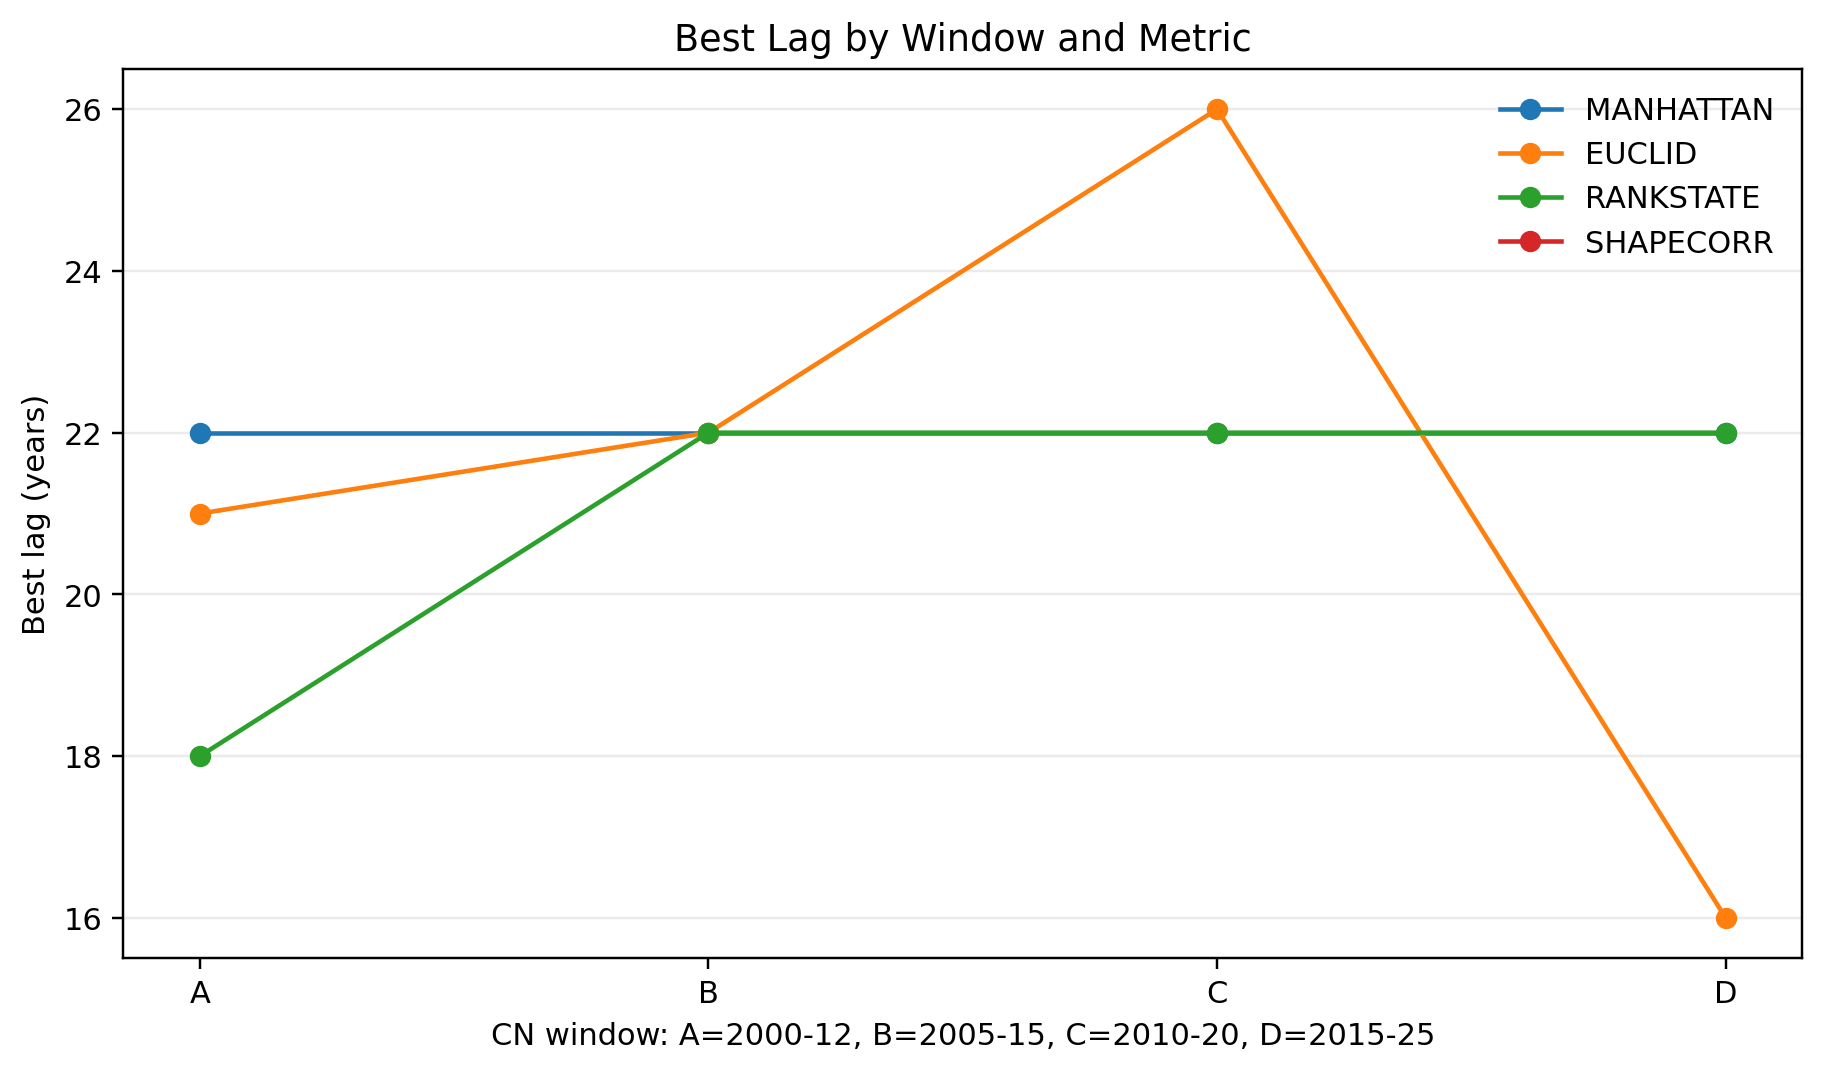 Best Lag by Window and Metric
MANHATTAN
EUCLID
RANKSTATE
SHAPECORR
Best lag (years)
26
24
22
20
18
16
A B C D
CN window: A=2000-12, B=2005-15, C=2010-20, D=2015-25